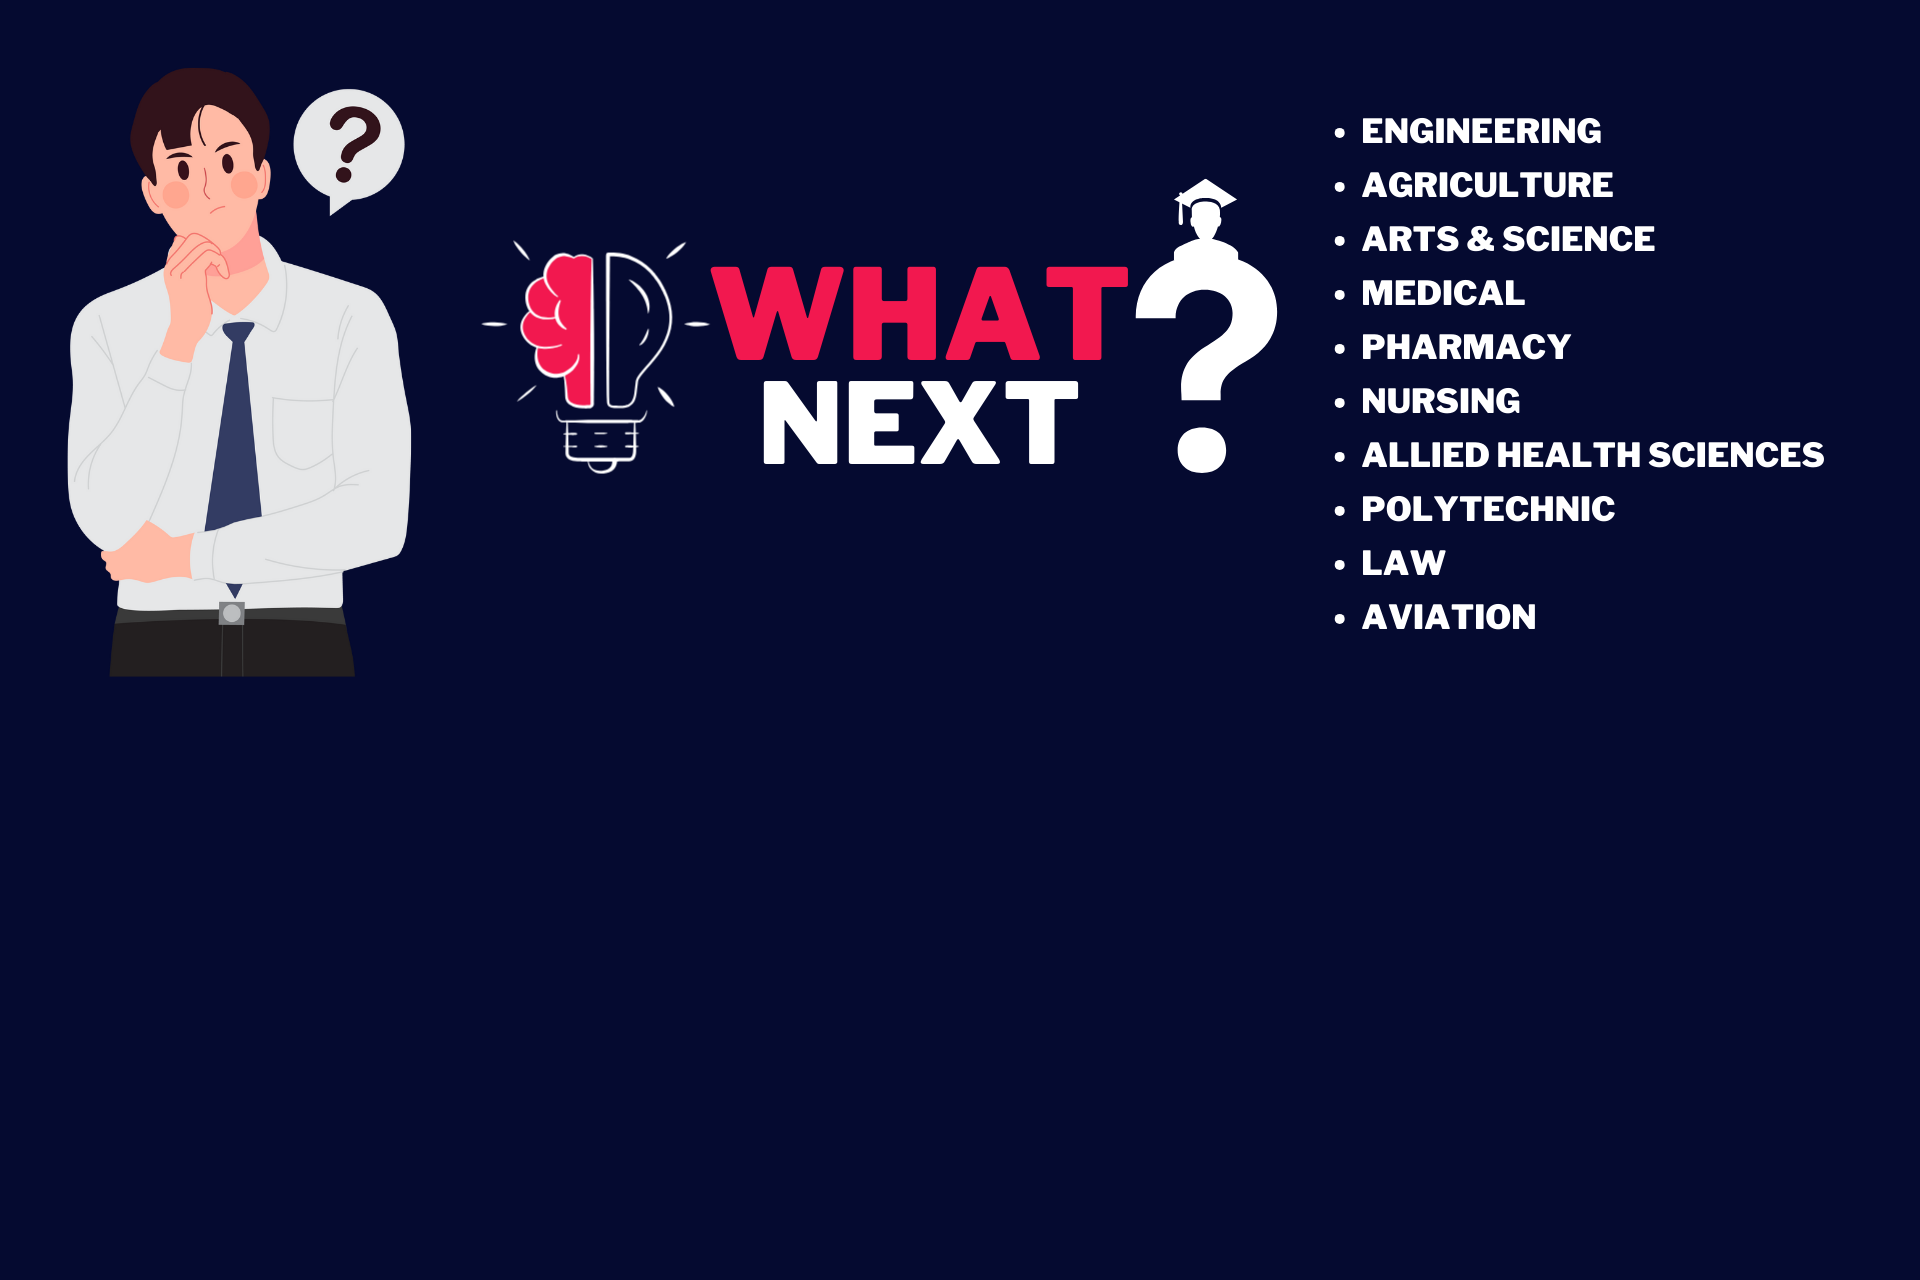 ?
WHAT
NEXT
?
• ENGINEERING
• AGRICULTURE
• ARTS & SCIENCE
• MEDICAL
• PHARMACY
• NURSING
• ALLIED HEALTH SCIENCES
• POLYTECHNIC
• LAW
• AVIATION